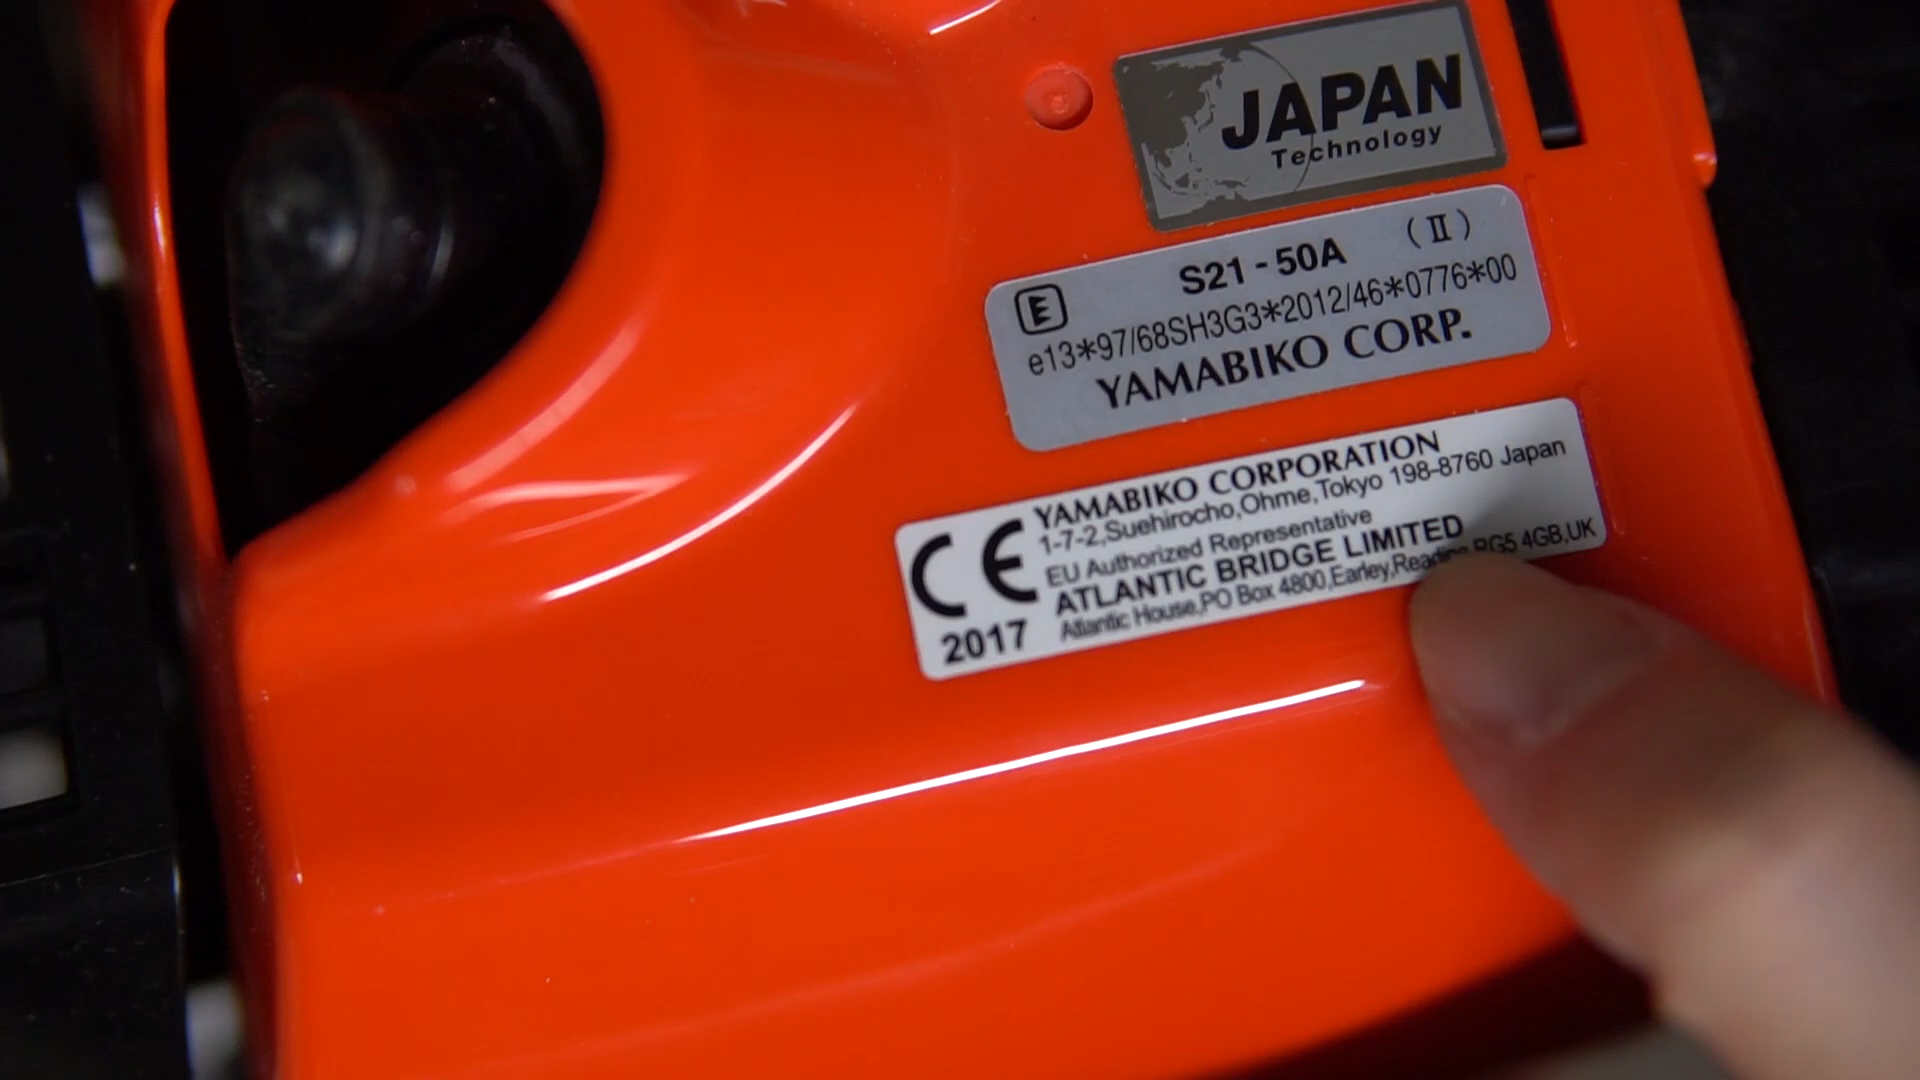 JAPAN
Technology
S21-50A (II)
E
e13*97/68SH3G3*2012/46*0776*00
YAMABIKO CORP.
YAMABIKO CORPORATION
1-7-2,Suehirocho,Ohme,Tokyo 198-8760 Japan
EU Authorized Representative
ATLANTIC BRIDGE LIMITED
Atlantic House,PO Box 4800,Earley,Reading RG5 4GB,UK
CE
2017